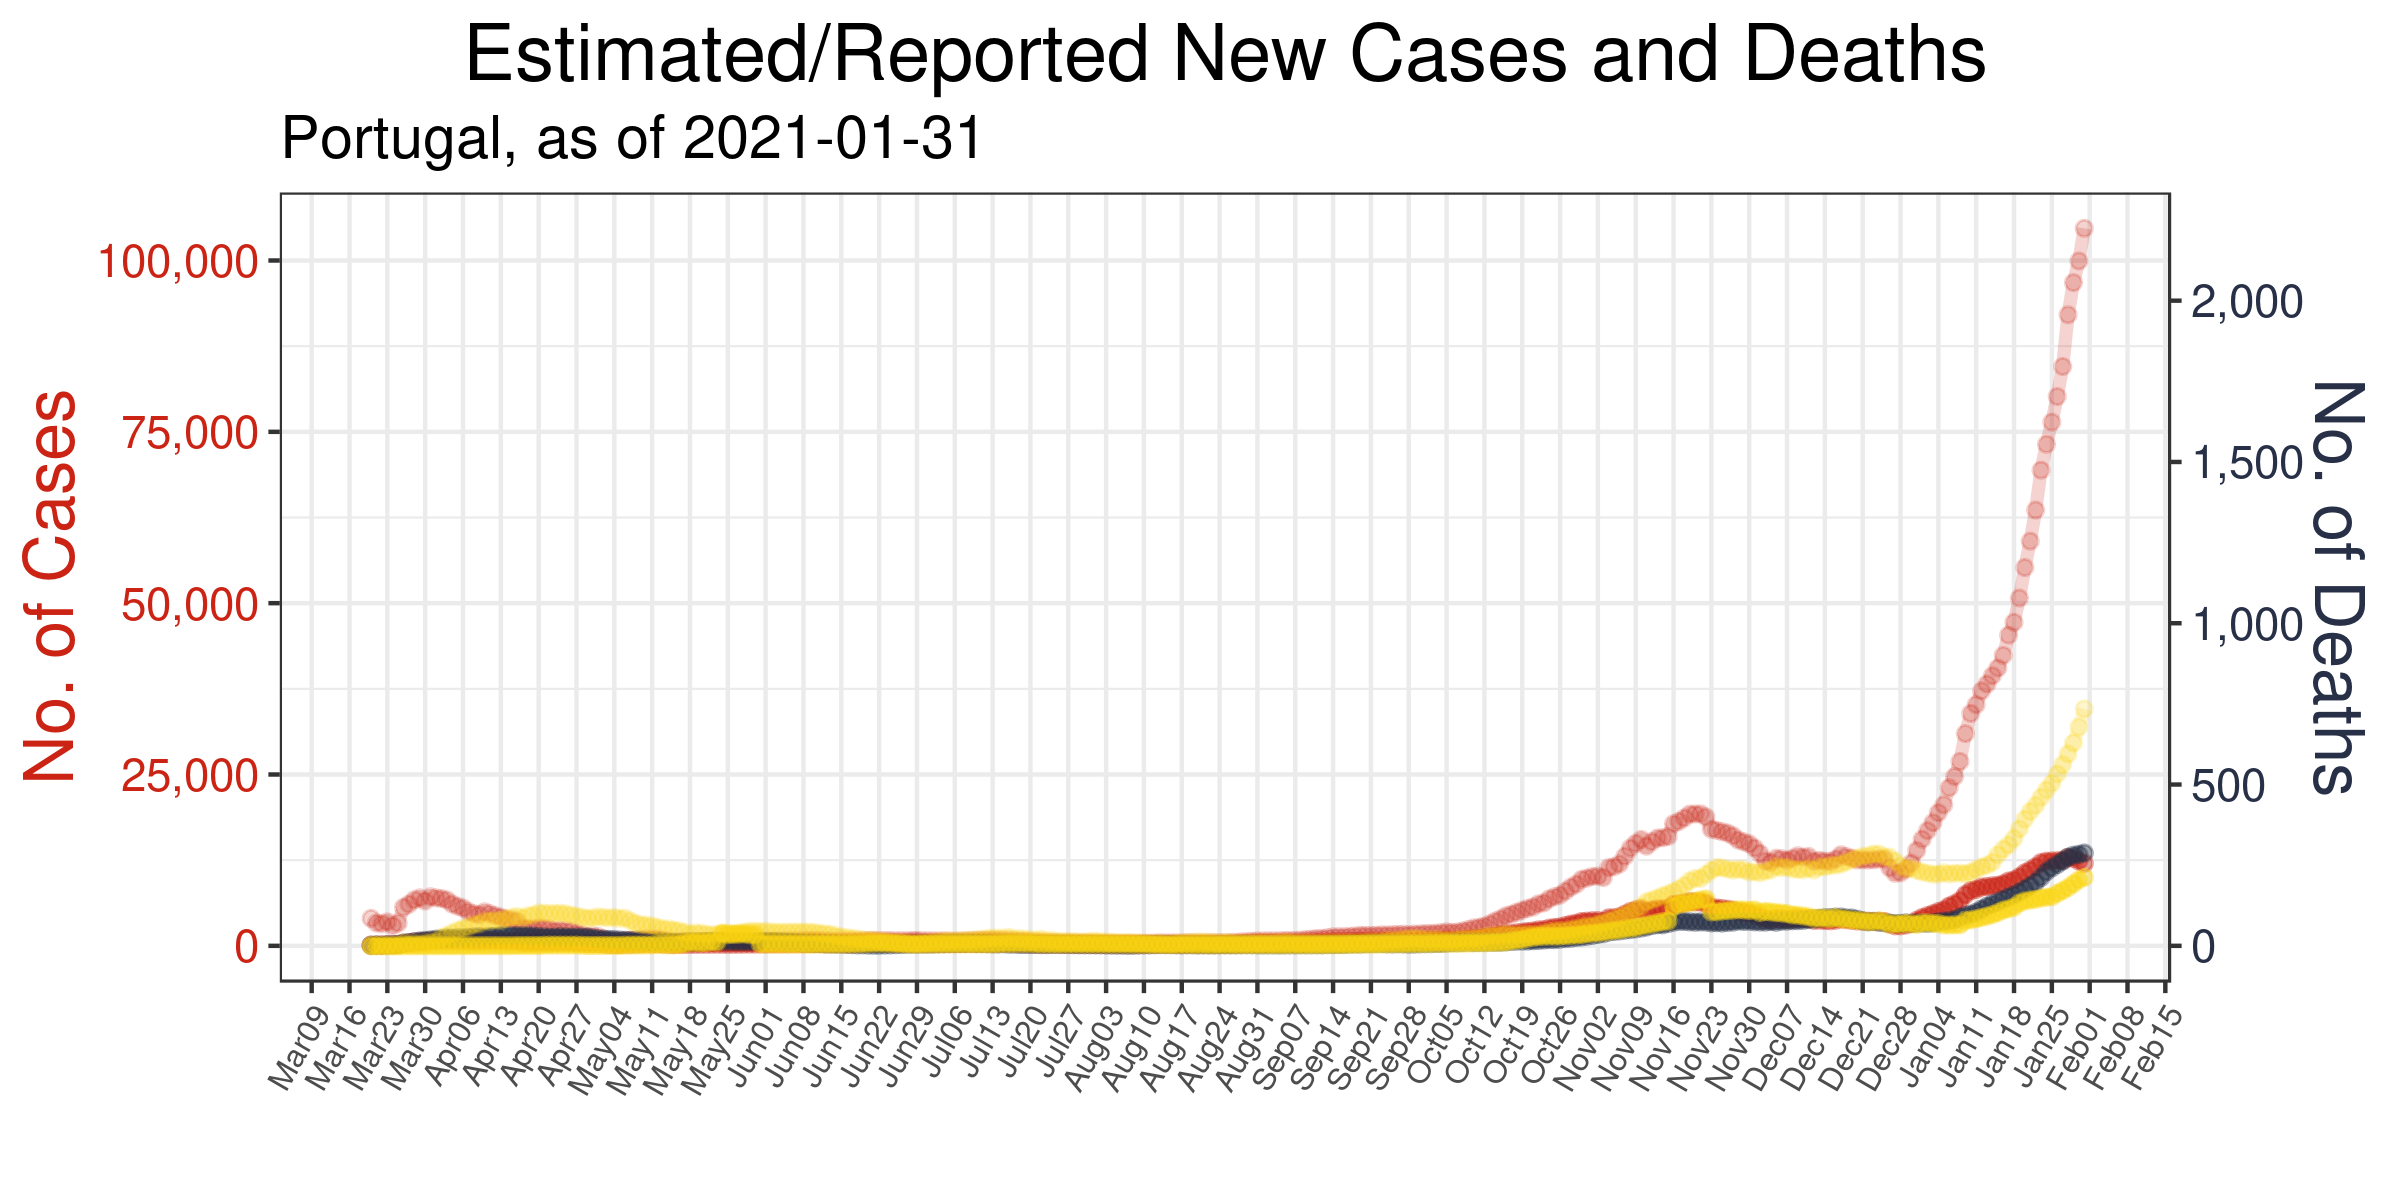 Estimated/Reported New Cases and Deaths
Portugal, as of 2021-01-31
No. of Cases
100,000
75,000
50,000
25,000
0
2,000
1,500
1,000
500
0
No. of Deaths
Mar09 Mar16 Mar23 Mar30 Apr06 Apr13 Apr20 Apr27 May04 May11 May18 May25 Jun01 Jun08 Jun15 Jun22 Jun29 Jul06 Jul13 Jul20 Jul27 Aug03 Aug10 Aug17 Aug24 Aug31 Sep07 Sep14 Sep21 Sep28 Oct05 Oct12 Oct19 Oct26 Nov02 Nov09 Nov16 Nov23 Nov30 Dec07 Dec14 Dec21 Dec28 Jan04 Jan11 Jan18 Jan25 Feb01 Feb08 Feb15